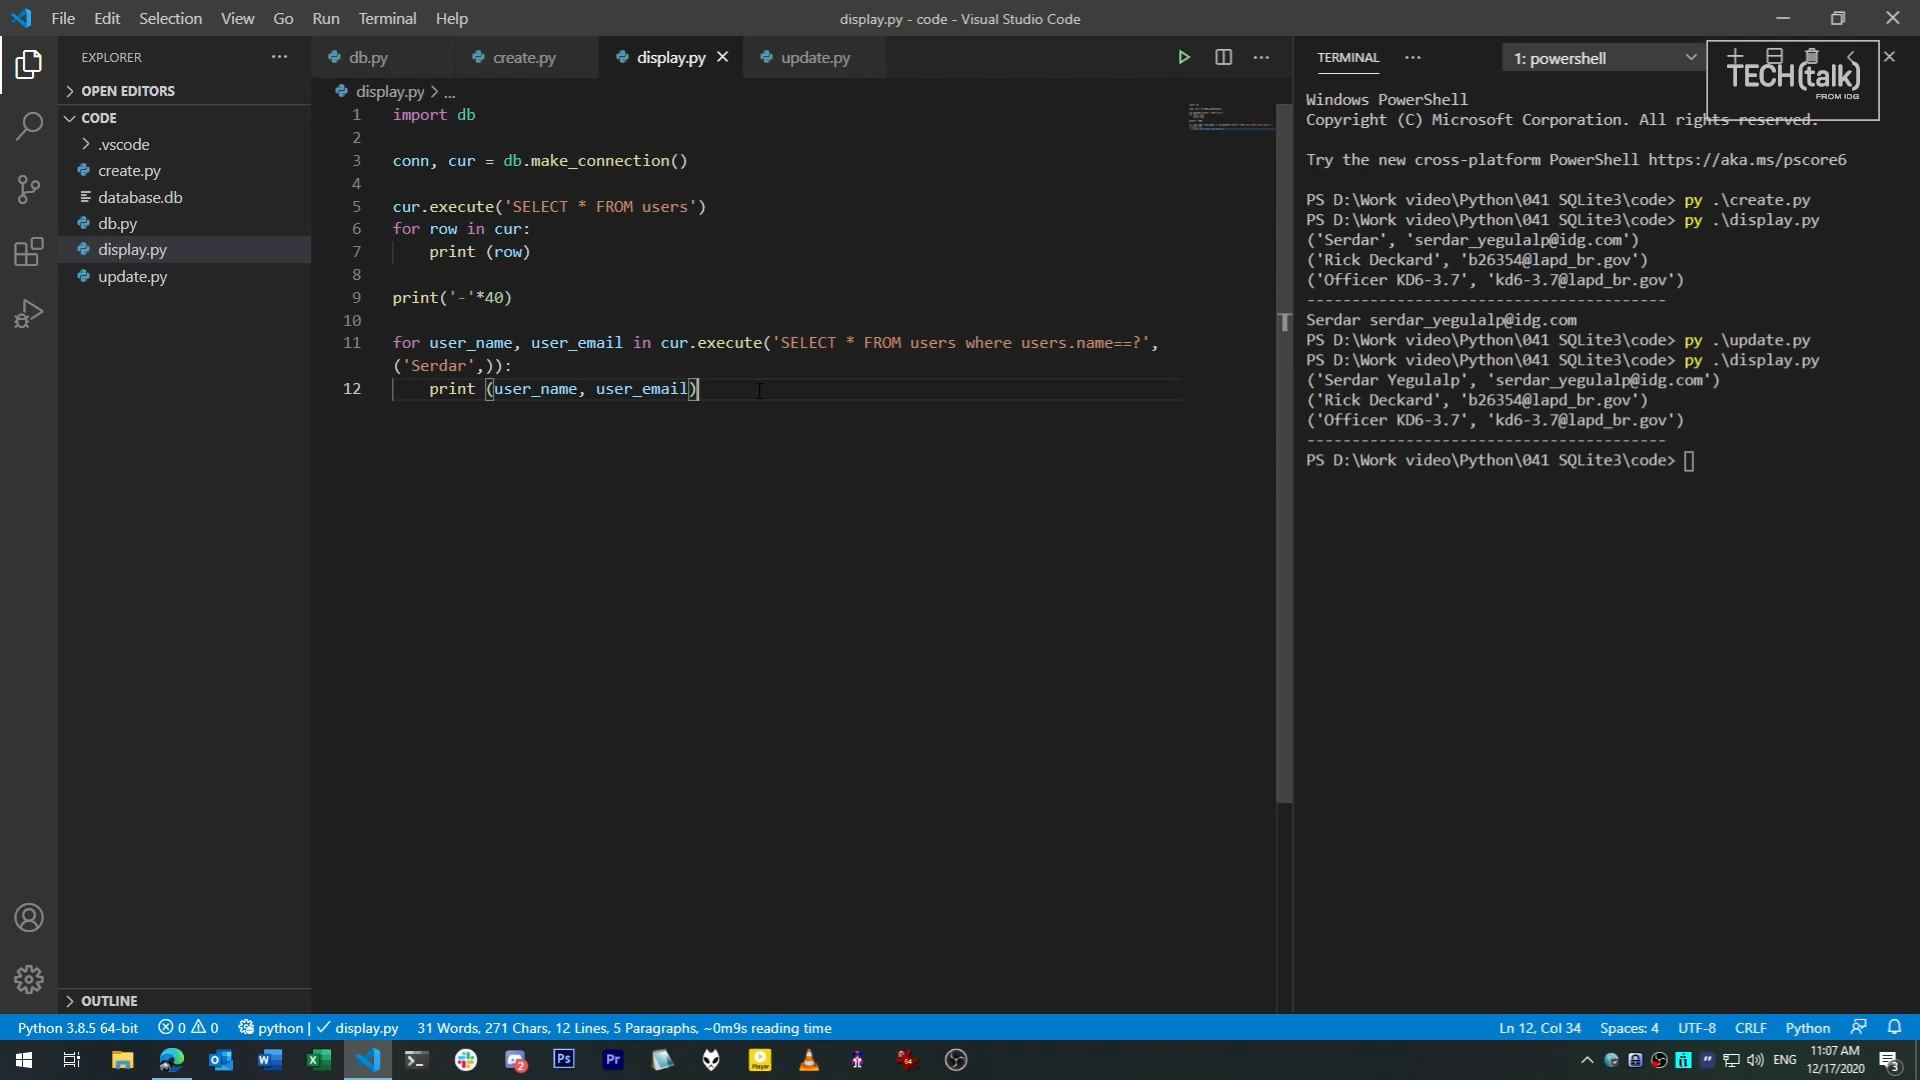 File Edit Selection View Go Run Terminal Help
display.py - code - Visual Studio Code
EXPLORER
OPEN EDITORS
CODE
.vscode
create.py
database.db
db.py
display.py
update.py
OUTLINE
db.py create.py display.py update.py
display.py > ...
1 import db
2
3 conn, cur = db.make_connection()
4
5 cur.execute('SELECT * FROM users')
6 for row in cur:
7 print (row)
8
9 print('-'*40)
10
11 for user_name, user_email in cur.execute('SELECT * FROM users where users.name==?',
('Serdar',)):
12 print (user_name, user_email)
TERMINAL
1: powershell
TECH(talk)
FROM IDG
Windows PowerShell
Copyright (C) Microsoft Corporation. All rights reserved.
Try the new cross-platform PowerShell https://aka.ms/pscore6
PS D:\Work video\Python\041 SQLite3\code> py .\create.py
PS D:\Work video\Python\041 SQLite3\code> py .\display.py
('Serdar', 'serdar_yegulalp@idg.com')
('Rick Deckard', 'b26354@lapd_br.gov')
('Officer KD6-3.7', 'kd6-3.7@lapd_br.gov')
----------------------------------------
Serdar serdar_yegulalp@idg.com
PS D:\Work video\Python\041 SQLite3\code> py .\update.py
PS D:\Work video\Python\041 SQLite3\code> py .\display.py
('Serdar Yegulalp', 'serdar_yegulalp@idg.com')
('Rick Deckard', 'b26354@lapd_br.gov')
('Officer KD6-3.7', 'kd6-3.7@lapd_br.gov')
----------------------------------------
PS D:\Work video\Python\041 SQLite3\code>
T
Python 3.8.5 64-bit 0 0 python | display.py 31 Words, 271 Chars, 12 Lines, 5 Paragraphs, ~0m9s reading time Ln 12, Col 34 Spaces: 4 UTF-8 CRLF Python
2 Ps Pr Player ENG 11:07 AM
12/17/2020 3